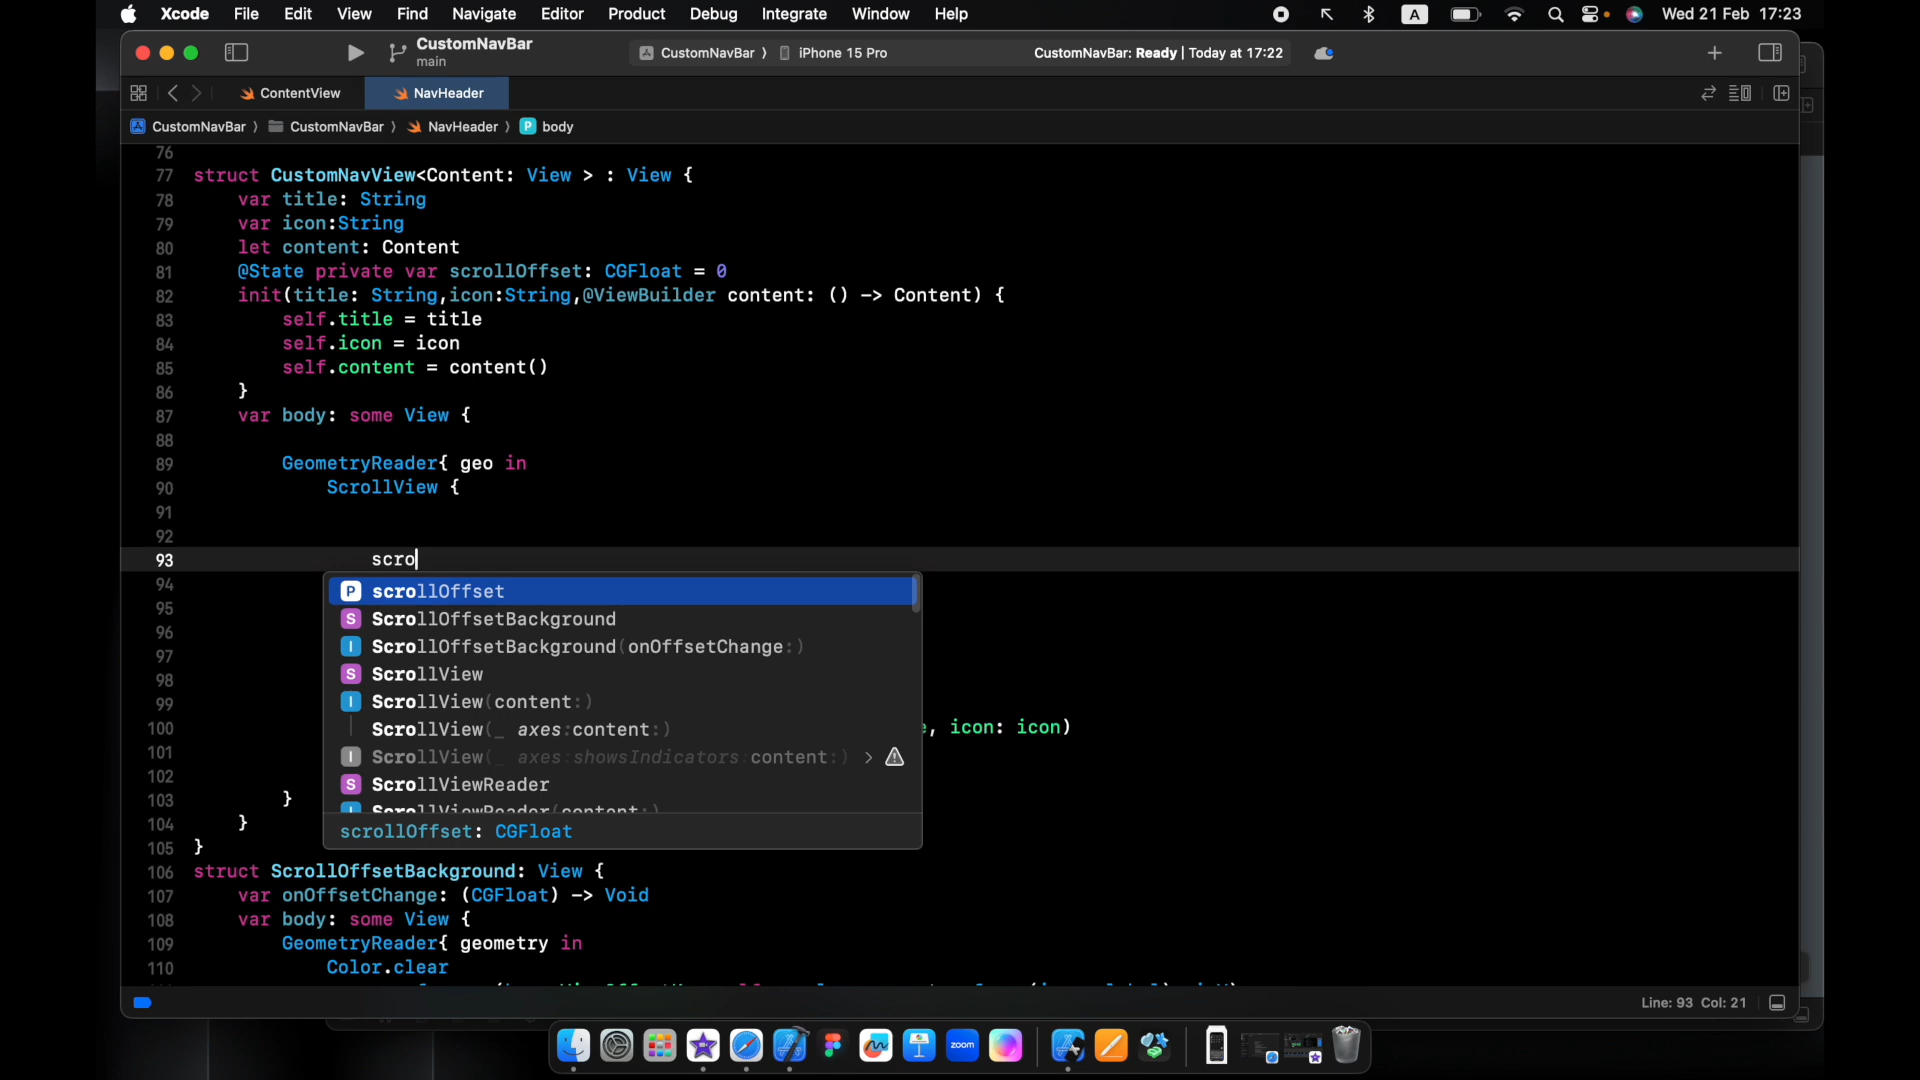 Xcode File Edit View Find Navigate Editor Product Debug Integrate Window Help A Wed 21 Feb 17:23
CustomNavBar
main
CustomNavBar ⟩ iPhone 15 Pro
CustomNavBar: Ready | Today at 17:22
ContentView NavHeader
CustomNavBar ⟩ CustomNavBar ⟩ NavHeader ⟩ P body
76
77 struct CustomNavView<Content: View > : View {
78 var title: String
79 var icon:String
80 let content: Content
81 @State private var scrollOffset: CGFloat = 0
82 init(title: String,icon:String,@ViewBuilder content: () -> Content) {
83 self.title = title
84 self.icon = icon
85 self.content = content()
86 }
87 var body: some View {
88
89 GeometryReader{ geo in
90 ScrollView {
91
92
93 scro
94
P scrollOffset
95
S ScrollOffsetBackground
96
I ScrollOffsetBackground(onOffsetChange:)
97
S ScrollView
98
I ScrollView(content:)
99
ScrollView(_ axes:content:)
100 , icon: icon)
I ScrollView(_ axes:showsIndicators:content:) >
101
S ScrollViewReader
102
103 }
I ScrollViewReader(content:)
104 }
scrollOffset: CGFloat
105 }
106 struct ScrollOffsetBackground: View {
107 var onOffsetChange: (CGFloat) -> Void
108 var body: some View {
109 GeometryReader{ geometry in
110 Color.clear
Line: 93 Col: 21
zoom